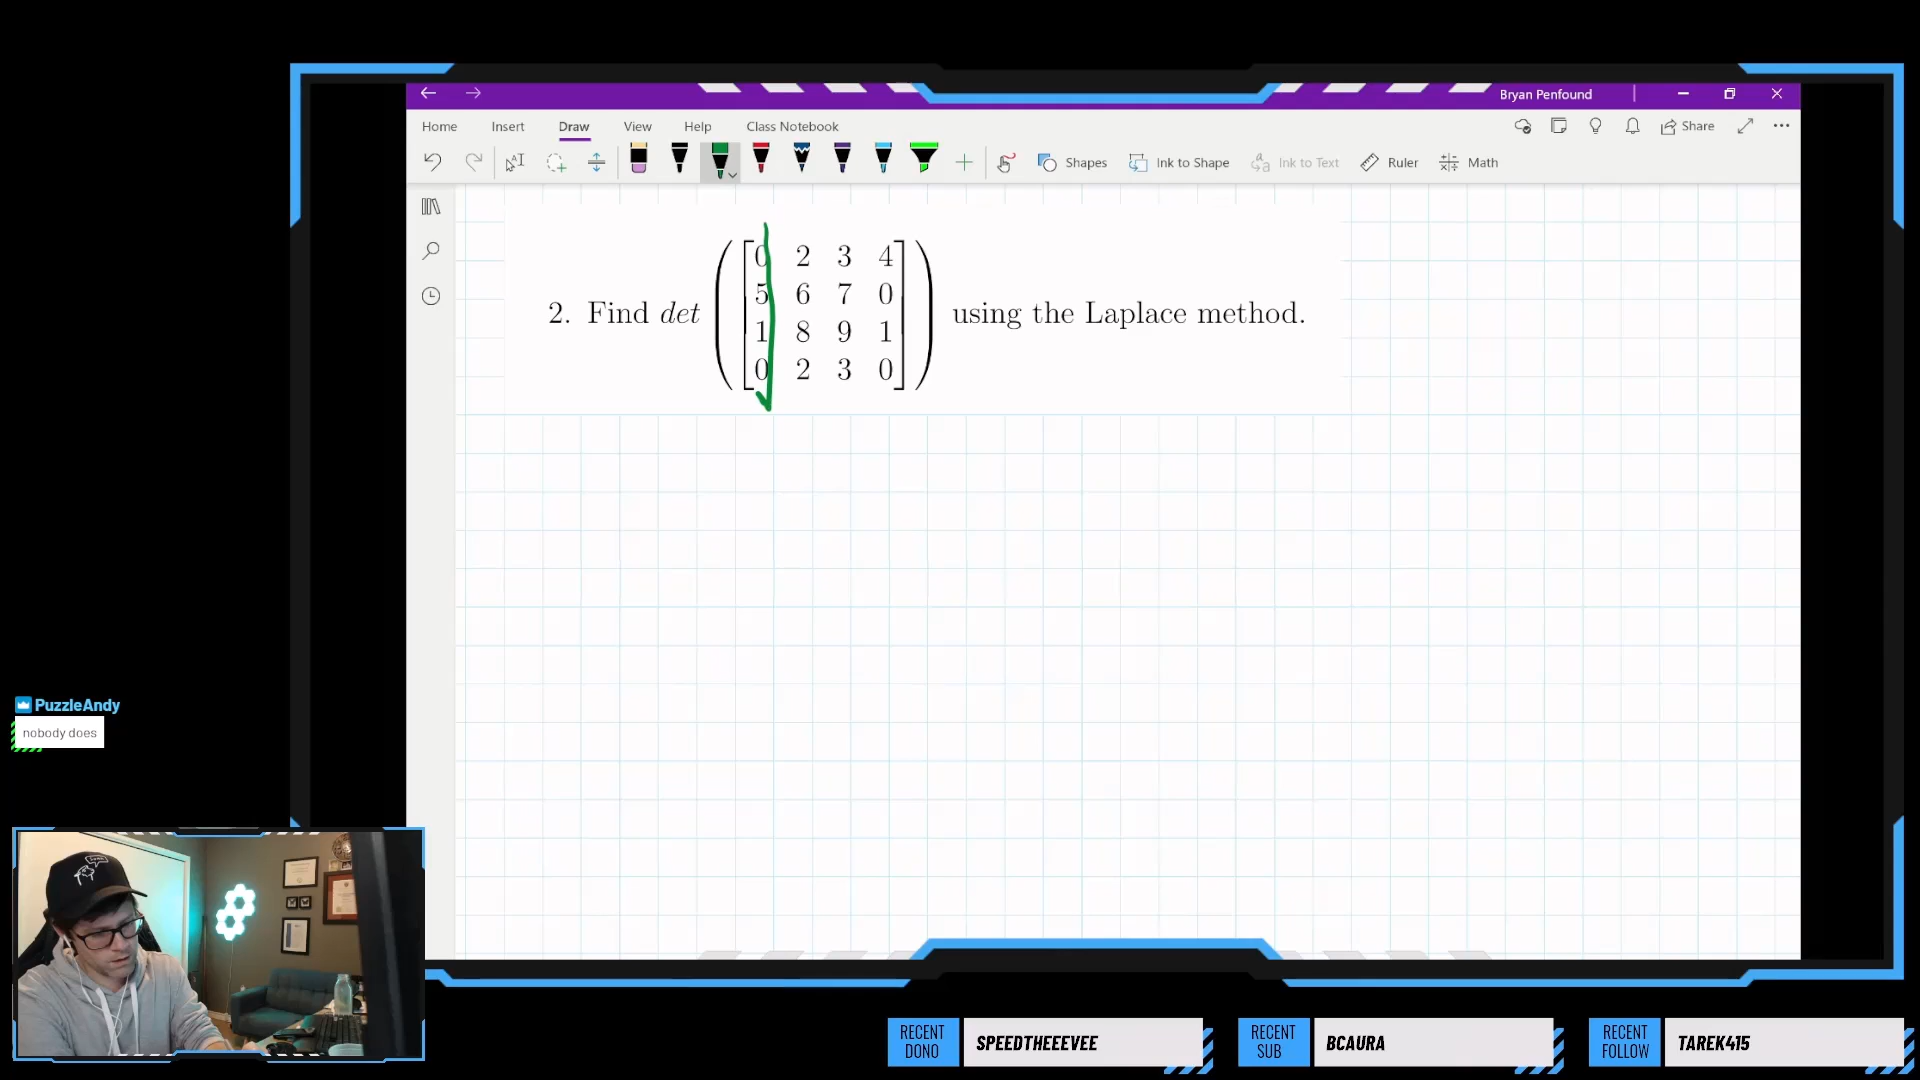 Bryan Penfound
Home Insert Draw View Help Class Notebook
Share
Shapes Ink to Shape Ink to Text Ruler Math
0 2 3 4
5 6 7 0
2. Find det using the Laplace method.
1 8 9 1
0 2 3 0
PuzzleAndy
nobody does
RECENT DONO SPEEDTHEEEVEE
RECENT SUB BCAURA
RECENT FOLLOW TAREK415